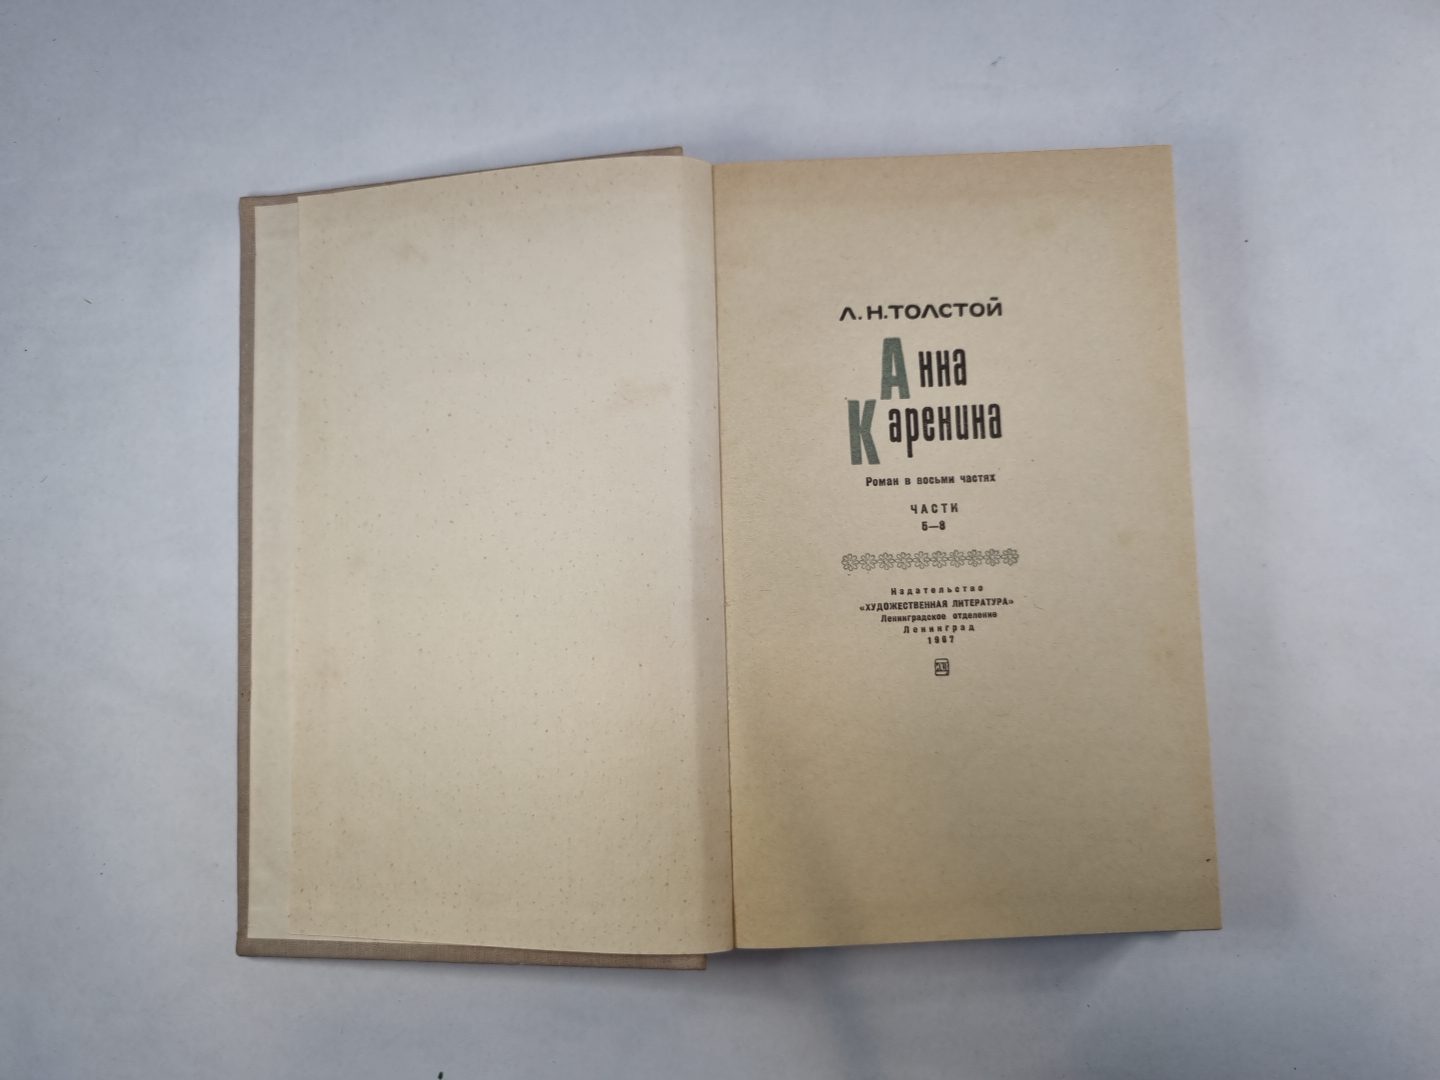 Л. Н. ТОЛСТОЙ
Анна
Каренина
Роман в восьми частях
ЧАСТИ
5—8
Издательство
«ХУДОЖЕСТВЕННАЯ ЛИТЕРАТУРА»
Ленинградское отделение
Ленинград
1967